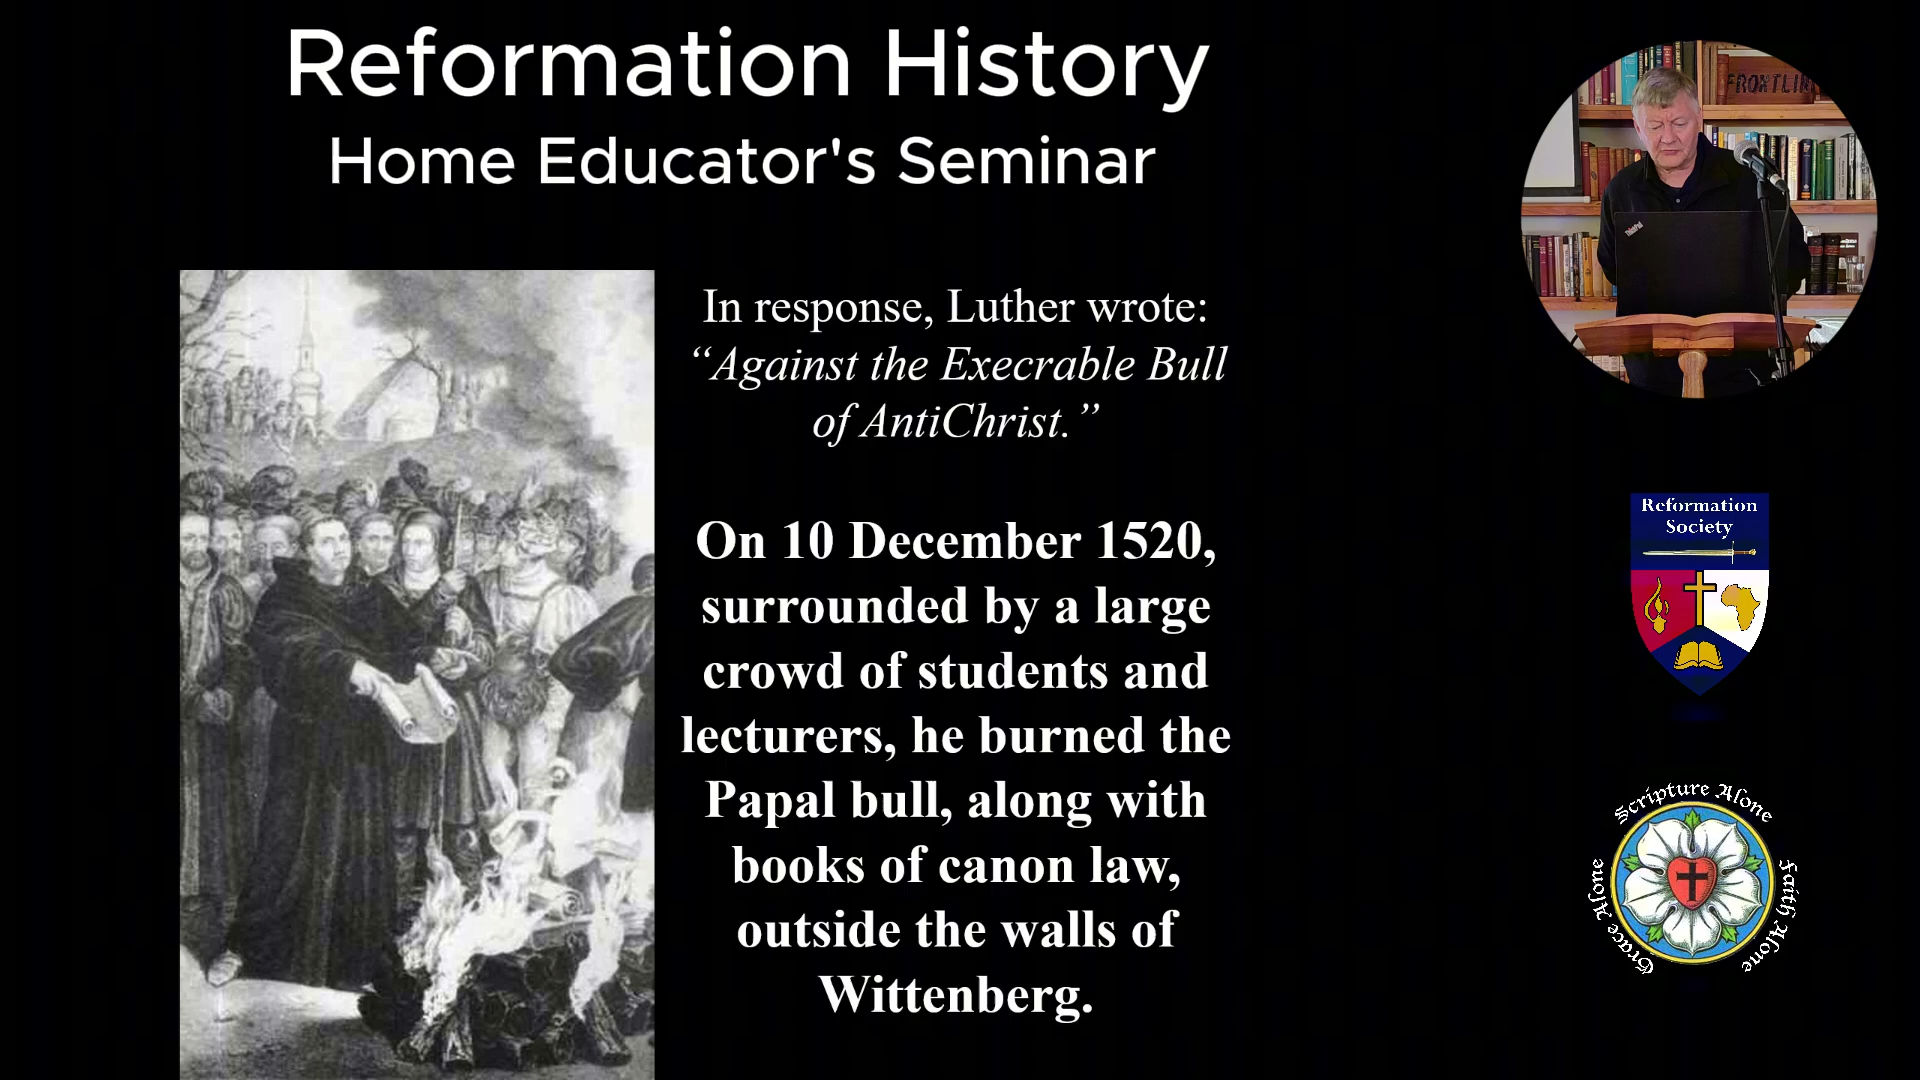 Reformation History
Home Educator's Seminar
In response, Luther wrote:
“Against the Execrable Bull
of AntiChrist.”
On 10 December 1520,
surrounded by a large
crowd of students and
lecturers, he burned the
Papal bull, along with
books of canon law,
outside the walls of
Wittenberg.
FRONTLIN
ThinkPad
Reformation
Society
Scripture Alone
Faith Alone
Grace Alone